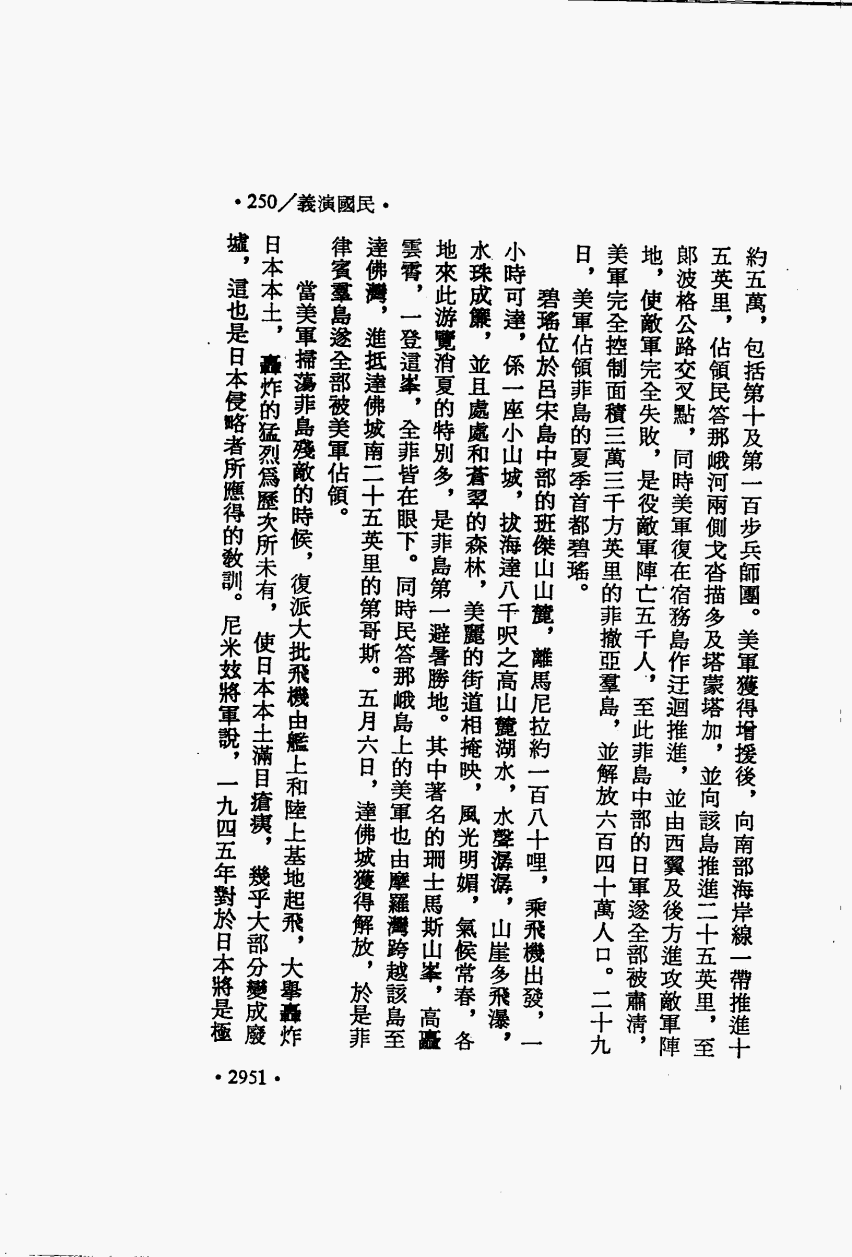 •250/義演國民•
約五萬，包括第十及第一百步兵師團。美軍獲得增援後，向南部海岸線一帶推進十
五英里，佔領民答那峨河兩側戈沓描多及塔蒙塔加，並向該島推進二十五英里，至
郞波格公路交叉點，同時美軍復在宿務島作迂迴推進，並由西翼及後方進攻敵軍陣
地，使敵軍完全失敗，是役敵軍陣亡五千人，至此菲島中部的日軍遂全部被肅淸，
美軍完全控制面積三萬三千方英里的菲撤亞羣島，並解放六百四十萬人口。二十九
日，美軍佔領菲島的夏季首都碧瑤。
碧瑤位於呂宋島中部的班傑山山麓，離馬尼拉約一百八十哩，乘飛機出發，一
小時可達，係一座小山城，拔海達八千呎之高山麓湖水，水聲潺潺，山崖多飛瀑，
水珠成簾，並且處處和蒼翠的森林，美麗的街道相掩映，風光明媚，氣候常春，各
地來此游覽消夏的特別多，是菲島第一避暑勝地。其中著名的珊士馬斯山峯，高矗
雲霄，一登這峯，全菲皆在眼下。同時民答那峨島上的美軍也由摩羅灣跨越該島至
達佛灣，進抵達佛城南二十五英里的第哥斯。五月六日，達佛城獲得解放，於是菲
律賓羣島遂全部被美軍佔領。
當美軍掃蕩菲島殘敵的時候，復派大批飛機由艦上和陸上基地起飛，大舉轟炸
日本本土，轟炸的猛烈爲歷次所未有，使日本本土滿目瘡痍，幾乎大部分變成廢
墟，這也是日本侵略者所應得的敎訓。尼米玆將軍說，一九四五年對於日本將是極
•2951•